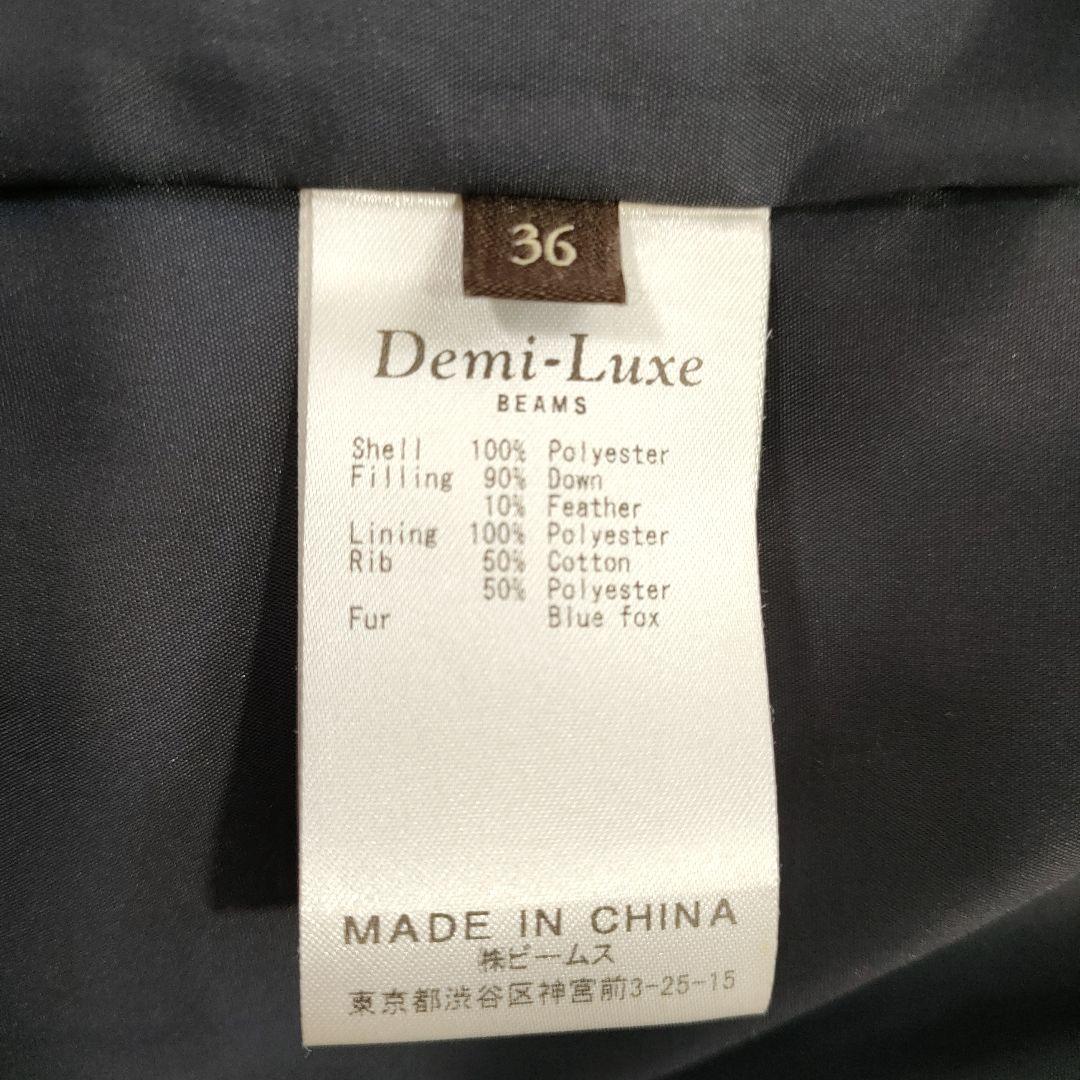 36
Demi-Luxe
BEAMS
Shell 100% Polyester
Filling 90% Down
10% Feather
Lining 100% Polyester
Rib 50% Cotton
50% Polyester
Fur Blue fox
MADE IN CHINA
㈱ビームス
東京都渋谷区神宮前3-25-15